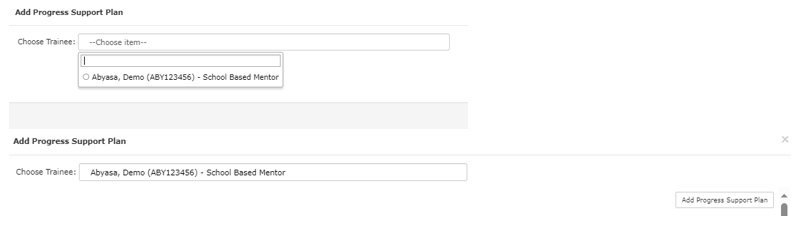 Add Progress Support Plan
Choose Trainee: --Choose item--
Abyasa, Demo (ABY123456) - School Based Mentor
Add Progress Support Plan
Choose Trainee: Abyasa, Demo (ABY123456) - School Based Mentor
Add Progress Support Plan